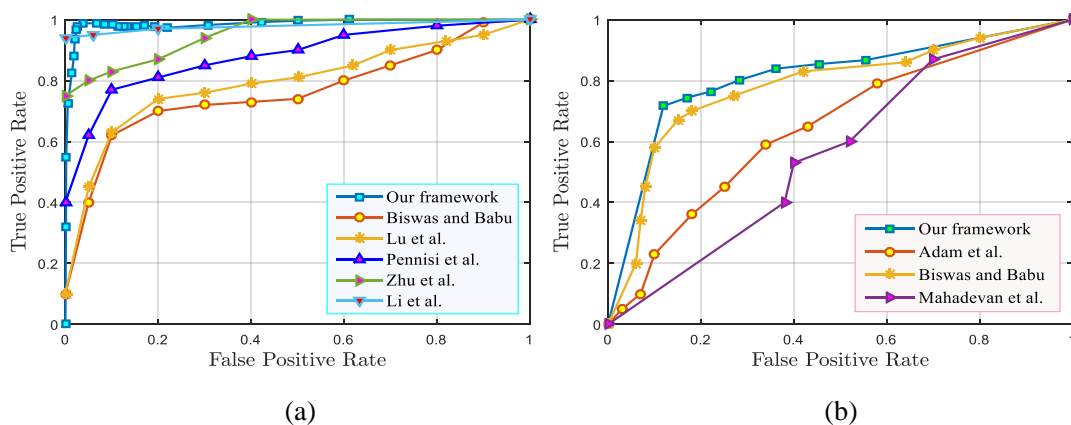 1
0.8
0.6
0.4
0.2
0
True Positive Rate
0 0.2 0.4 0.6 0.8 1
False Positive Rate
Our framework
Biswas and Babu
Lu et al.
Pennisi et al.
Zhu et al.
Li et al.
(a)
1
0.8
0.6
0.4
0.2
0
True Positive Rate
0 0.2 0.4 0.6 0.8 1
False Positive Rate
Our framework
Adam et al.
Biswas and Babu
Mahadevan et al.
(b)